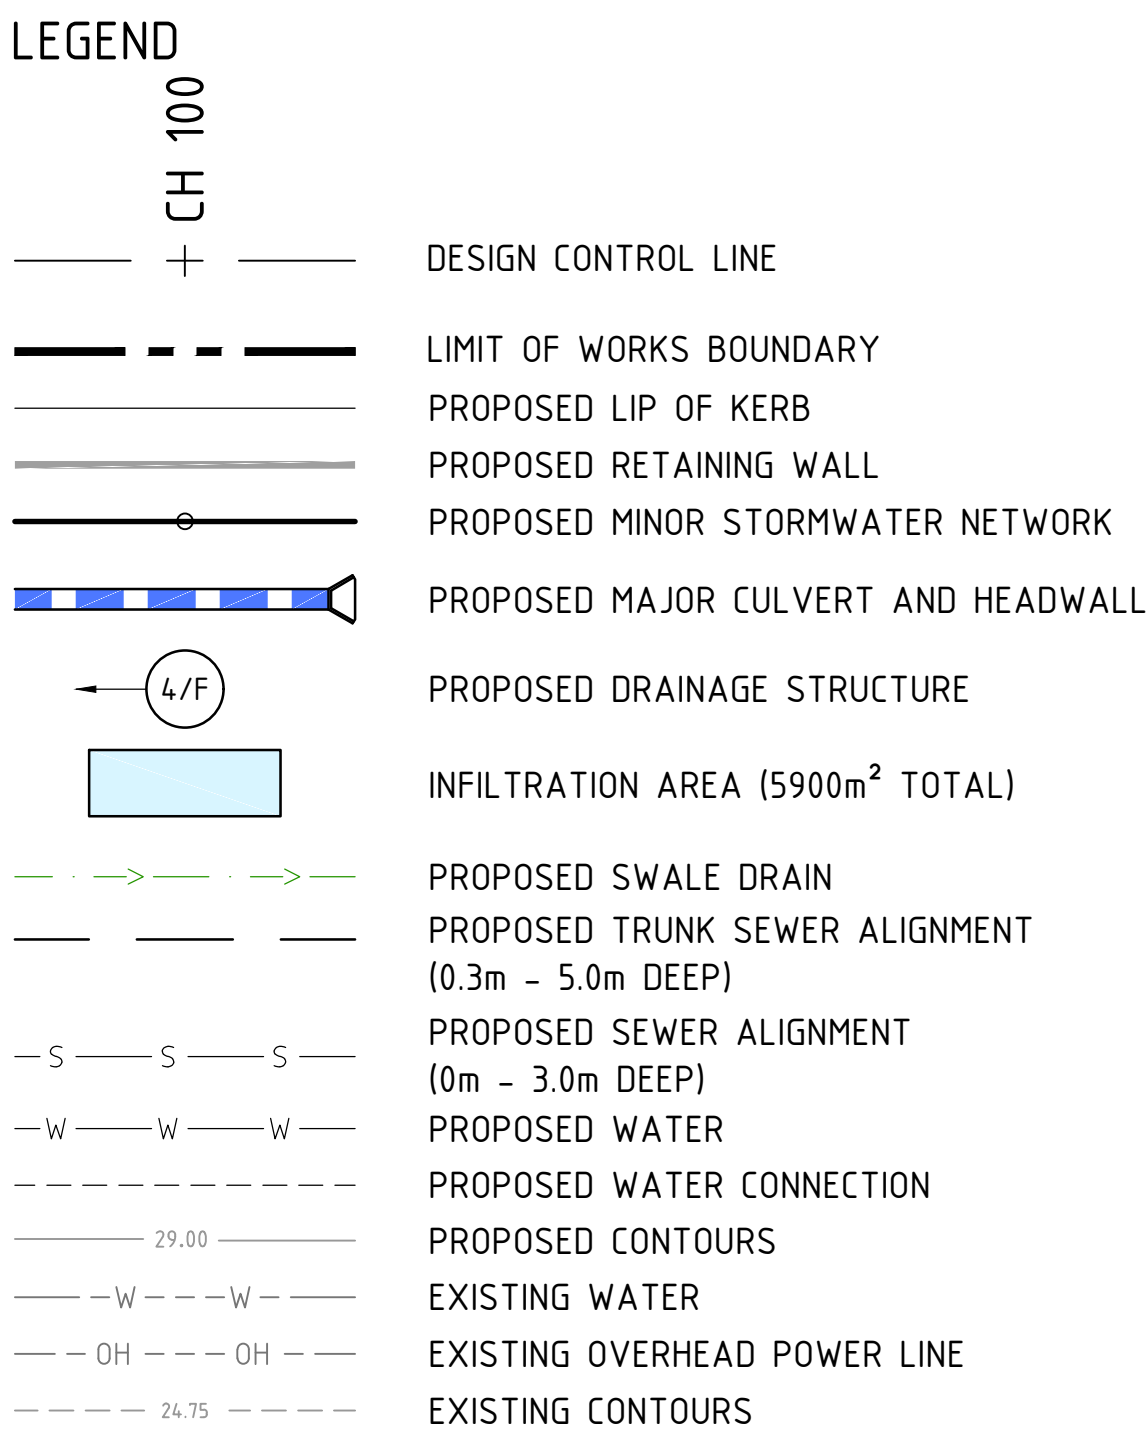 LEGEND
CH 100
DESIGN CONTROL LINE
LIMIT OF WORKS BOUNDARY
PROPOSED LIP OF KERB
PROPOSED RETAINING WALL
PROPOSED MINOR STORMWATER NETWORK
PROPOSED MAJOR CULVERT AND HEADWALL
4/F PROPOSED DRAINAGE STRUCTURE
INFILTRATION AREA (5900m² TOTAL)
PROPOSED SWALE DRAIN
PROPOSED TRUNK SEWER ALIGNMENT
(0.3m - 5.0m DEEP)
PROPOSED SEWER ALIGNMENT
S S S
(0m - 3.0m DEEP)
W W W PROPOSED WATER
PROPOSED WATER CONNECTION
29.00 PROPOSED CONTOURS
W W EXISTING WATER
OH OH EXISTING OVERHEAD POWER LINE
24.75 EXISTING CONTOURS